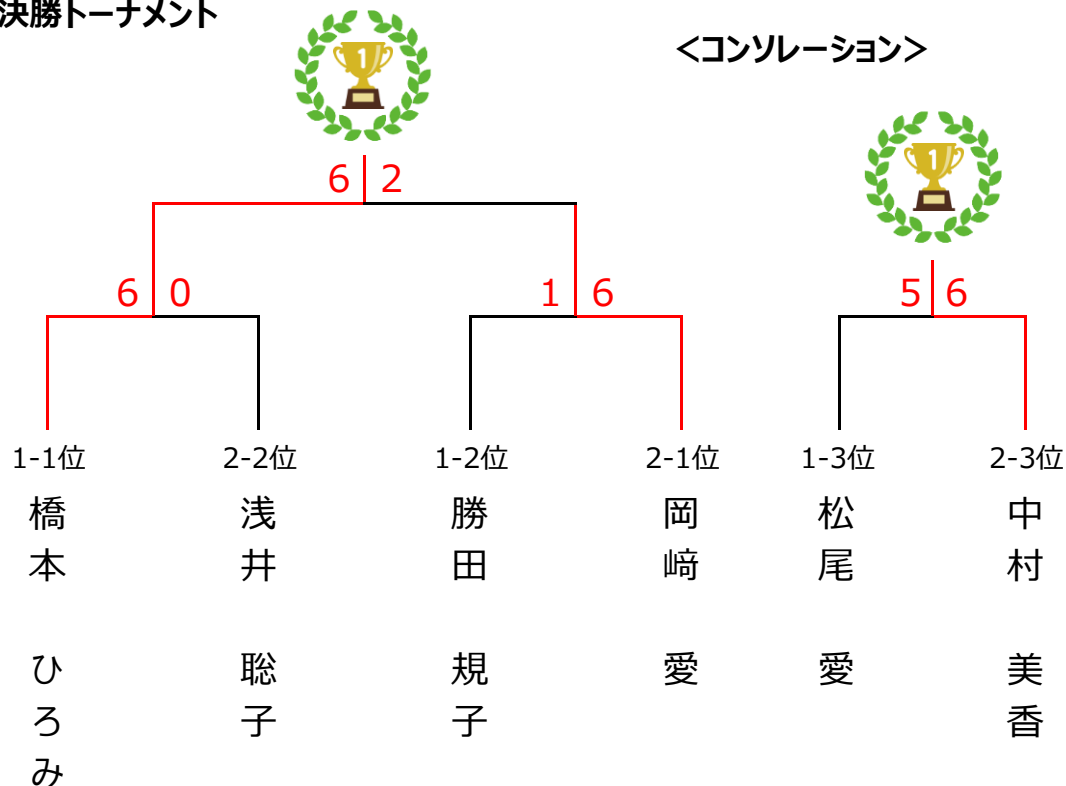 決勝トーナメント
<コンソレーション>
1
1
6 2
6 0
1 6
5 6
1-1位
2-2位
1-2位
2-1位
1-3位
2-3位
橋本 ひろみ
浅井 聡子
勝田 規子
岡﨑 愛
松尾 愛
中村 美香